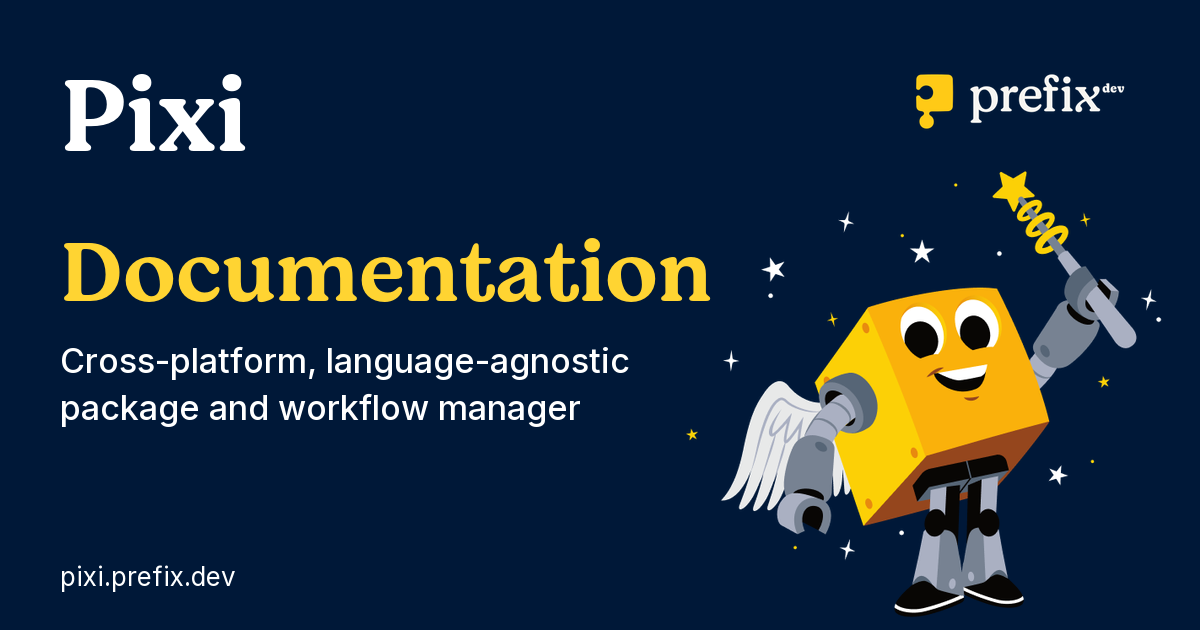 Pixi
prefix.dev
Documentation
Cross-platform, language-agnostic
package and workflow manager
pixi.prefix.dev